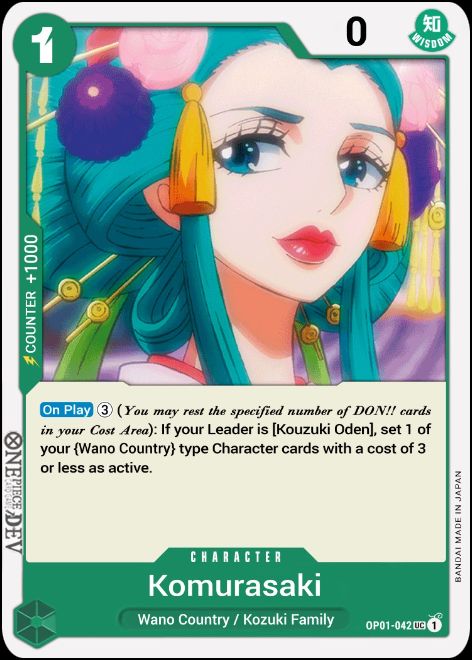 1
0
知
WISDOM
COUNTER +1000
On Play ③ (You may rest the specified number of DON!! cards
in your Cost Area): If your Leader is [Kouzuki Oden], set 1 of
your {Wano Country} type Character cards with a cost of 3
or less as active.
ONE PIECE
.DEV
BANDAI MADE IN JAPAN
CHARACTER
Komurasaki
Wano Country / Kozuki Family
OP01-042 UC 1